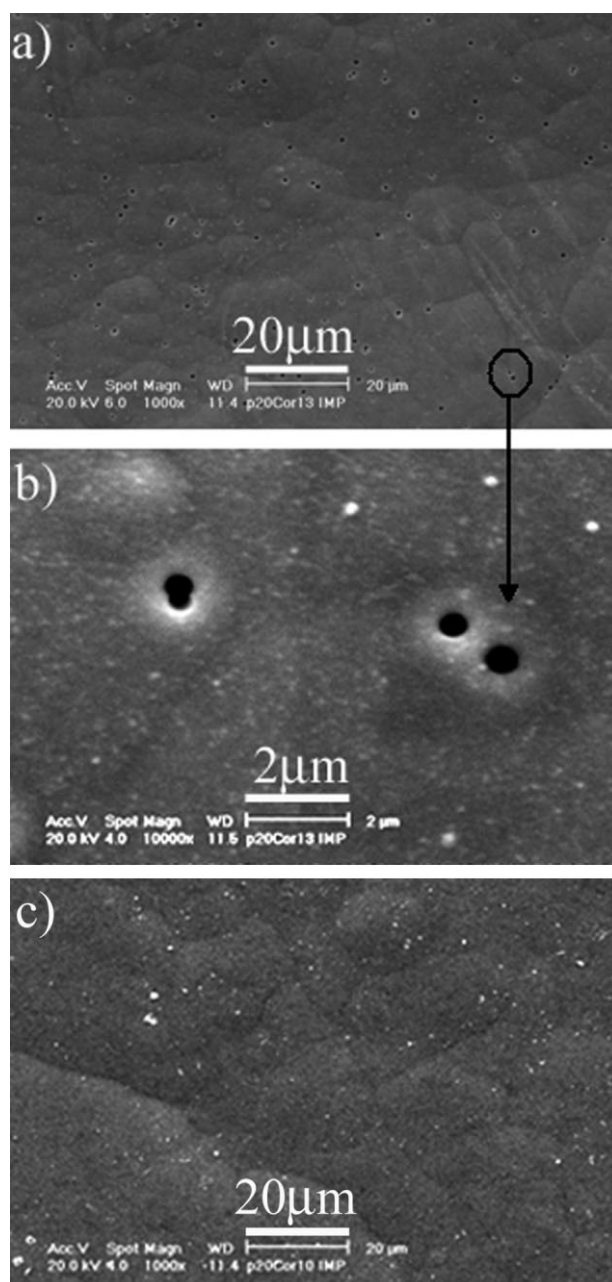 a)
20μm
Acc.V Spot Magn WD 20 μm
20.0 kV 6.0 1000x 11.4 p20Cor13 IMP
b)
2μm
Acc.V Spot Magn WD 2 μm
20.0 kV 4.0 10000x 11.5 p20Cor13 IMP
c)
20μm
Acc.V Spot Magn WD 20 μm
20.0 kV 4.0 11.4 p20Cor10 IMP